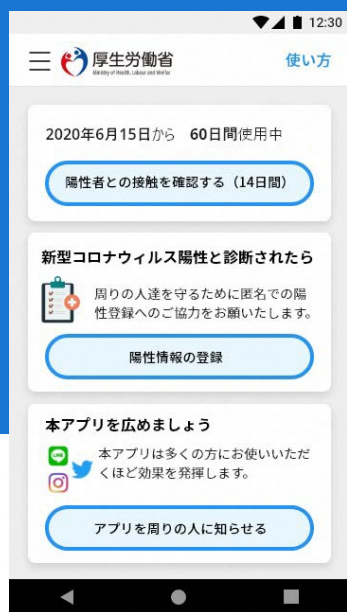 12:30
厚生労働省
Ministry of Health, Labour and Welfare
使い方
2020年6月15日から 60日間使用中
陽性者との接触を確認する（14日間）
新型コロナウィルス陽性と診断されたら
周りの人達を守るために匿名での陽
性登録へのご協力をお願いいたします。
陽性情報の登録
本アプリを広めましょう
LINE
本アプリは多くの方にお使いいただ
くほど効果を発揮します。
アプリを周りの人に知らせる